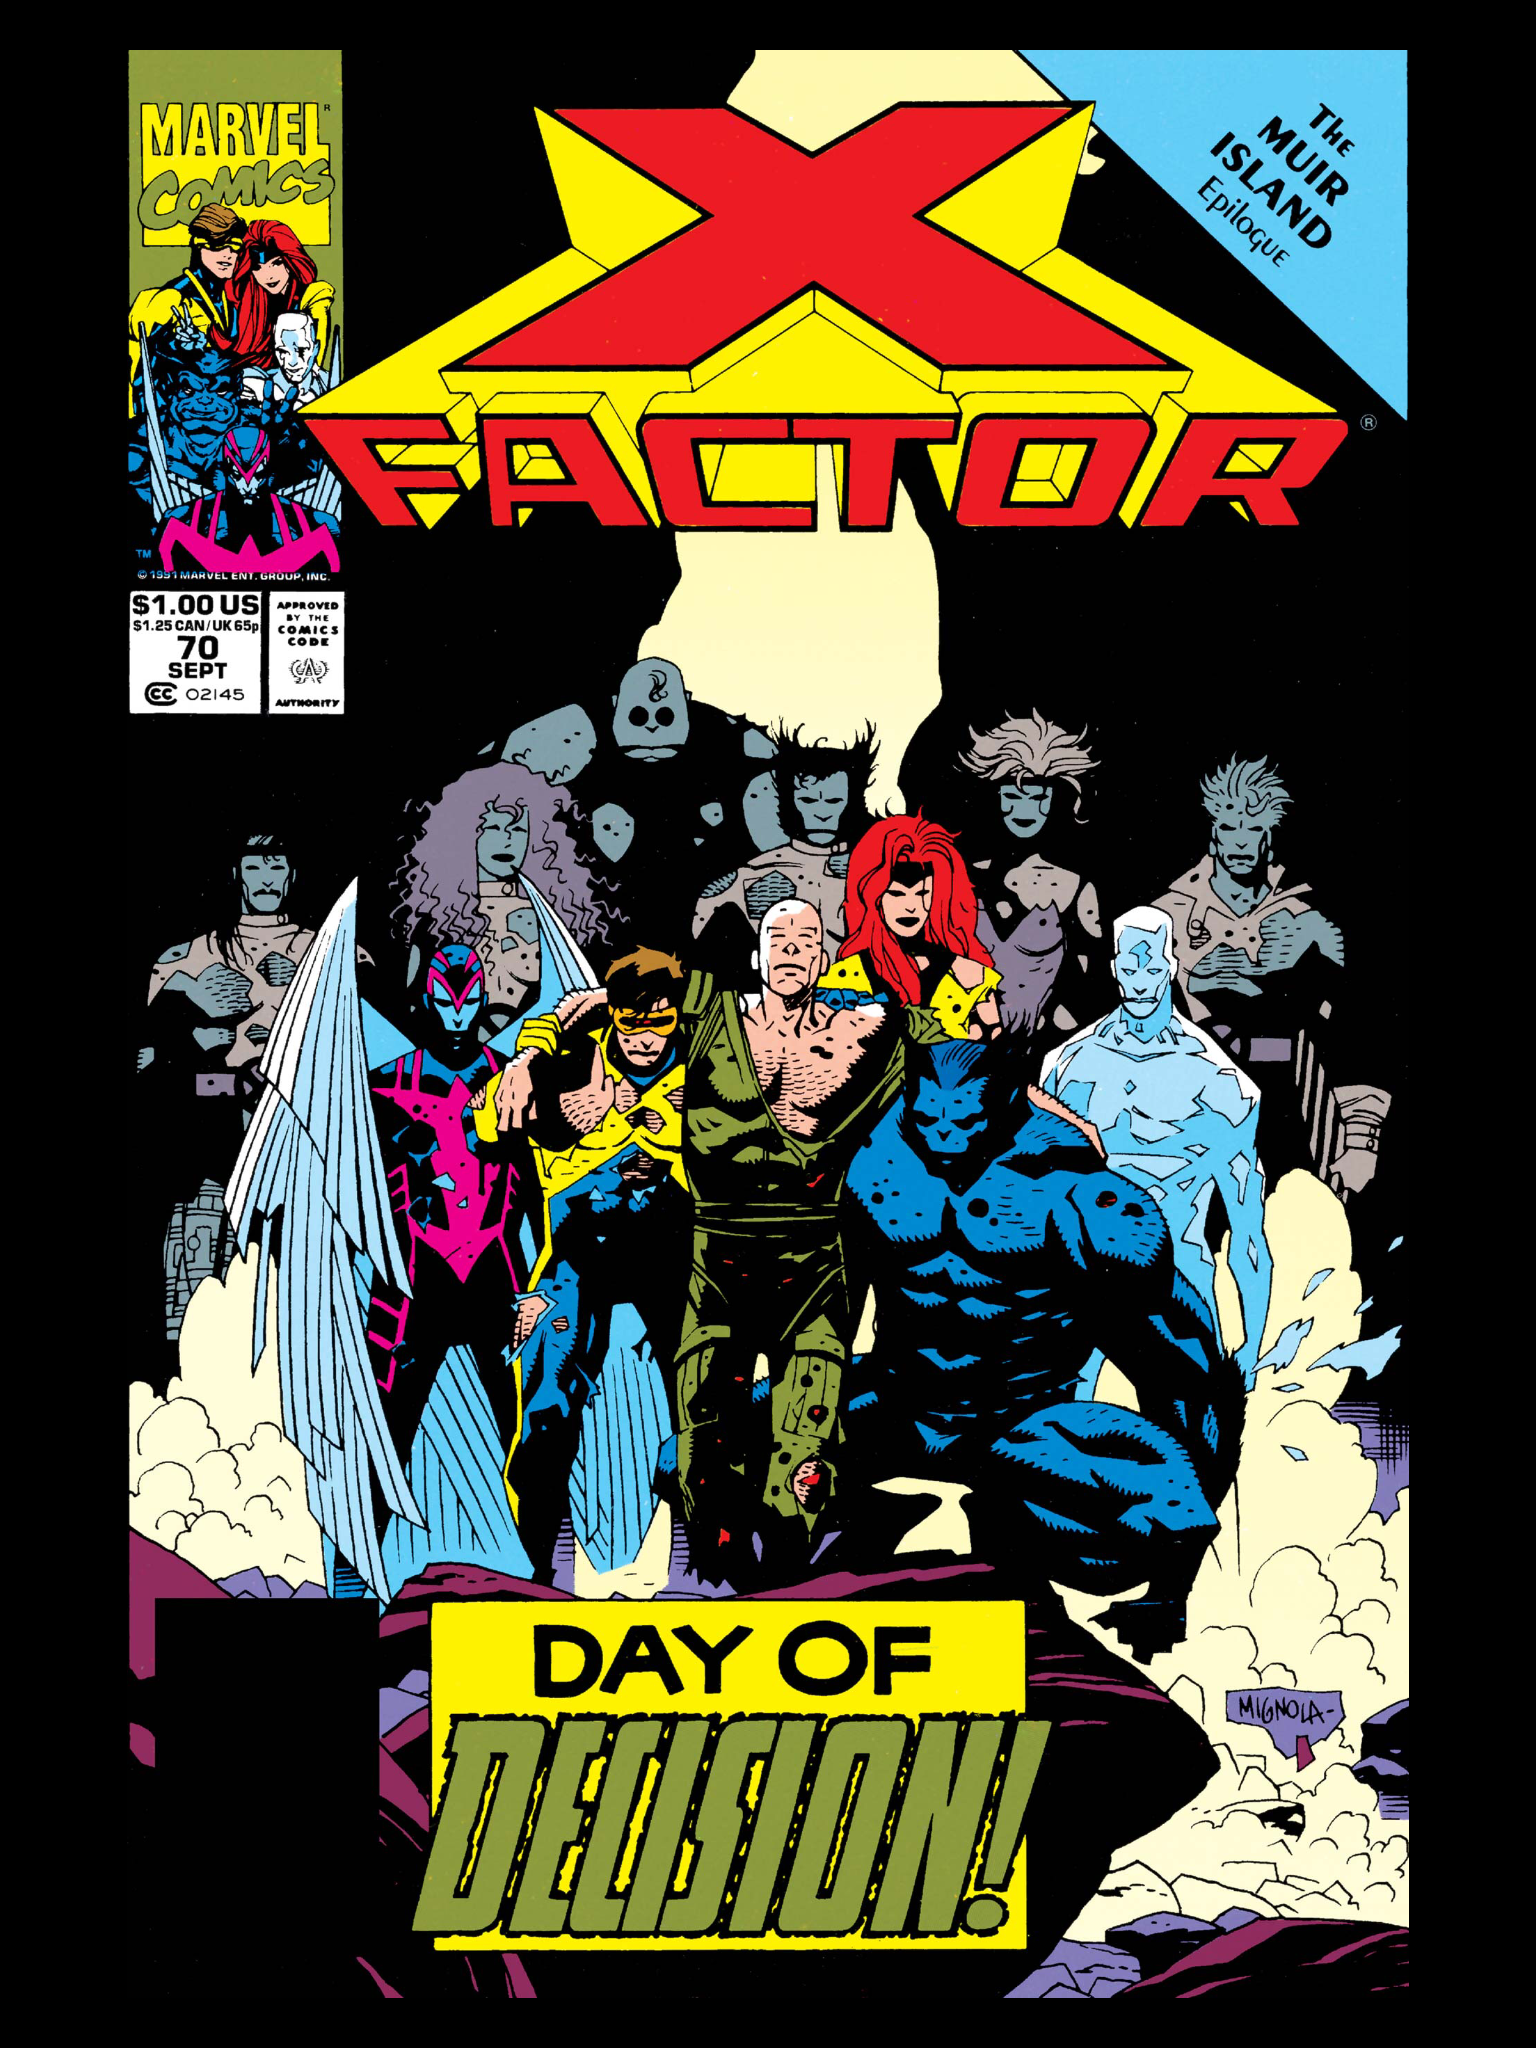 MARVEL
COMICS
R
TM
© 1991 MARVEL ENT. GROUP, INC.
$1.00 US
$1.25 CAN/UK 65p
70
SEPT
CC 02145
APPROVED
BY THE
COMICS
CODE
A
AUTHORITY
X
FACTOR
®
The
MUIR
ISLAND
Epilogue
DAY OF
DECISION!
MIGNOLA-